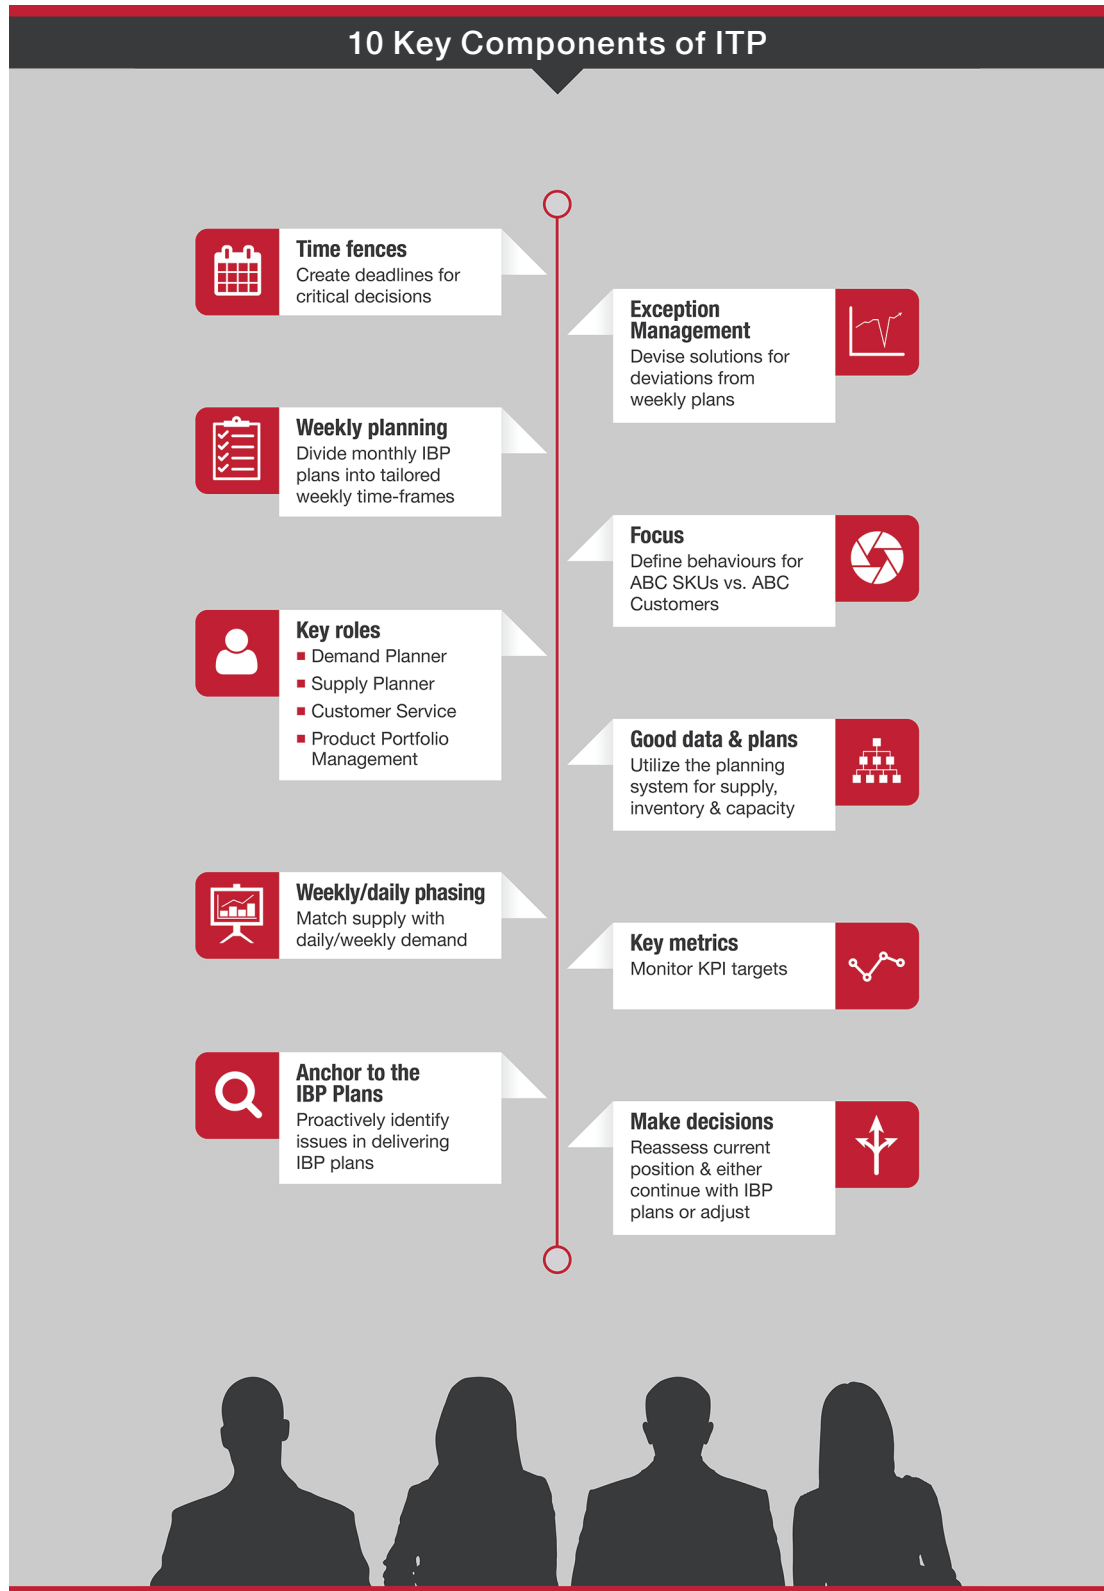 10 Key Components of ITP
Time fences
Create deadlines for
critical decisions
Exception
Management
Devise solutions for
deviations from
weekly plans
Weekly planning
Divide monthly IBP
plans into tailored
weekly time-frames
Focus
Define behaviours for
ABC SKUs vs. ABC
Customers
Key roles
Demand Planner
Supply Planner
Customer Service
Product Portfolio
Management
Good data & plans
Utilize the planning
system for supply,
inventory & capacity
Weekly/daily phasing
Match supply with
daily/weekly demand
Key metrics
Monitor KPI targets
Anchor to the
IBP Plans
Proactively identify
issues in delivering
IBP plans
Make decisions
Reassess current
position & either
continue with IBP
plans or adjust